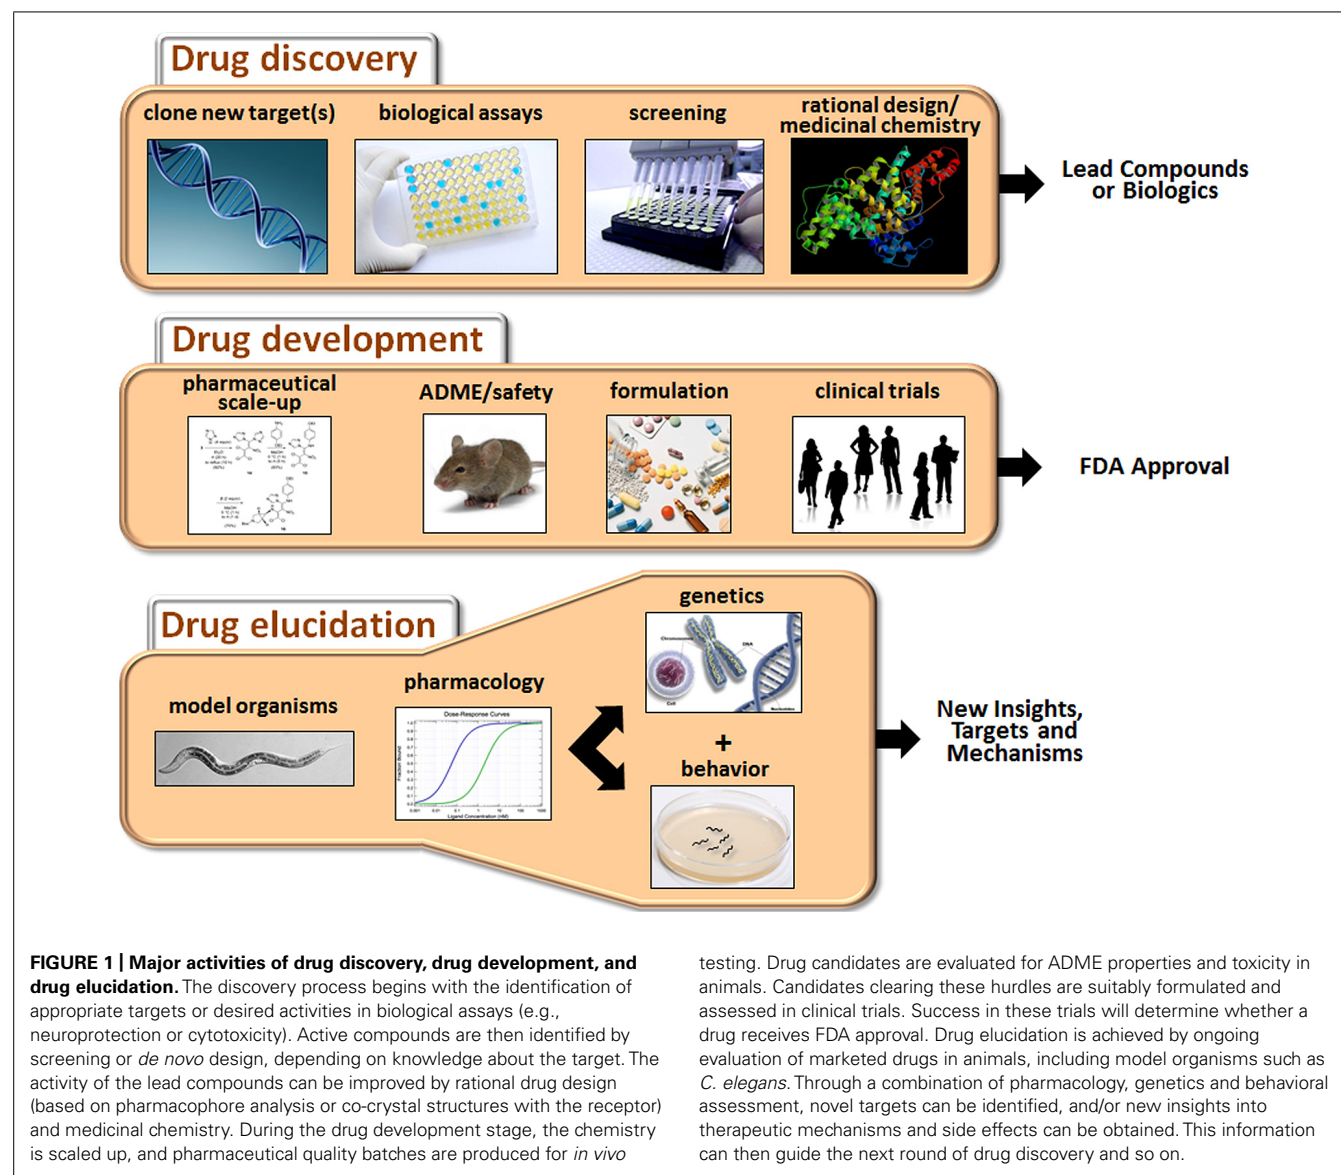 Drug discovery
clone new target(s)
biological assays
screening
rational design/
medicinal chemistry
Lead Compounds
or Biologics
Drug development
pharmaceutical
scale-up
ADME/safety
formulation
clinical trials
FDA Approval
Drug elucidation
model organisms
pharmacology
Dose-Response Curves
Fraction Bound
Ligand Concentration (nM)
genetics
Chromosomes
DNA
Cell
Nucleotides
+
behavior
New Insights,
Targets and
Mechanisms
FIGURE 1 | Major activities of drug discovery, drug development, and
drug elucidation. The discovery process begins with the identification of
appropriate targets or desired activities in biological assays (e.g.,
neuroprotection or cytotoxicity). Active compounds are then identified by
screening or de novo design, depending on knowledge about the target. The
activity of the lead compounds can be improved by rational drug design
(based on pharmacophore analysis or co-crystal structures with the receptor)
and medicinal chemistry. During the drug development stage, the chemistry
is scaled up, and pharmaceutical quality batches are produced for in vivo
testing. Drug candidates are evaluated for ADME properties and toxicity in
animals. Candidates clearing these hurdles are suitably formulated and
assessed in clinical trials. Success in these trials will determine whether a
drug receives FDA approval. Drug elucidation is achieved by ongoing
evaluation of marketed drugs in animals, including model organisms such as
C. elegans. Through a combination of pharmacology, genetics and behavioral
assessment, novel targets can be identified, and/or new insights into
therapeutic mechanisms and side effects can be obtained. This information
can then guide the next round of drug discovery and so on.